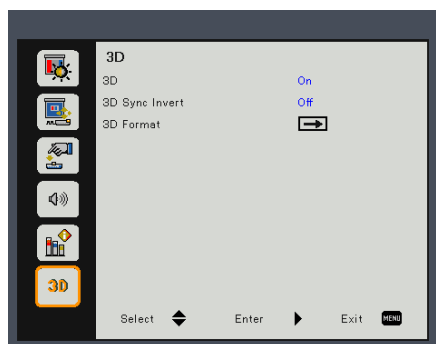 3D
3D On
3D Sync Invert Off
3D Format
3D
Select Enter Exit MENU